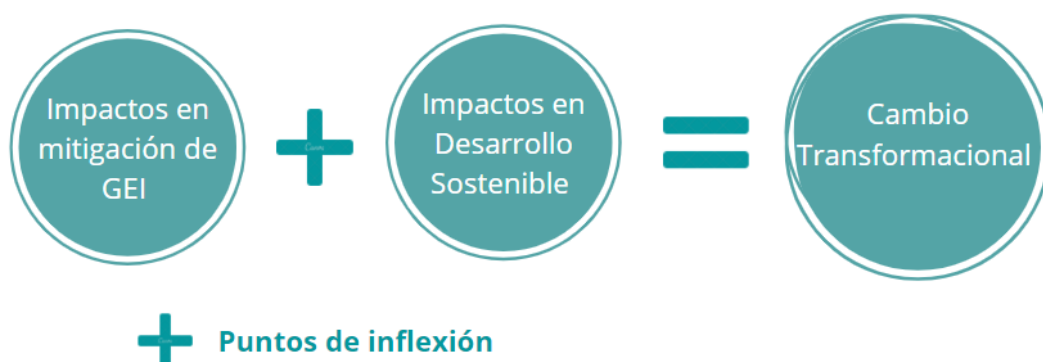 Impactos en
mitigación de
GEI
Impactos en
Desarrollo
Sostenible
Cambio
Transformacional
Puntos de inflexión